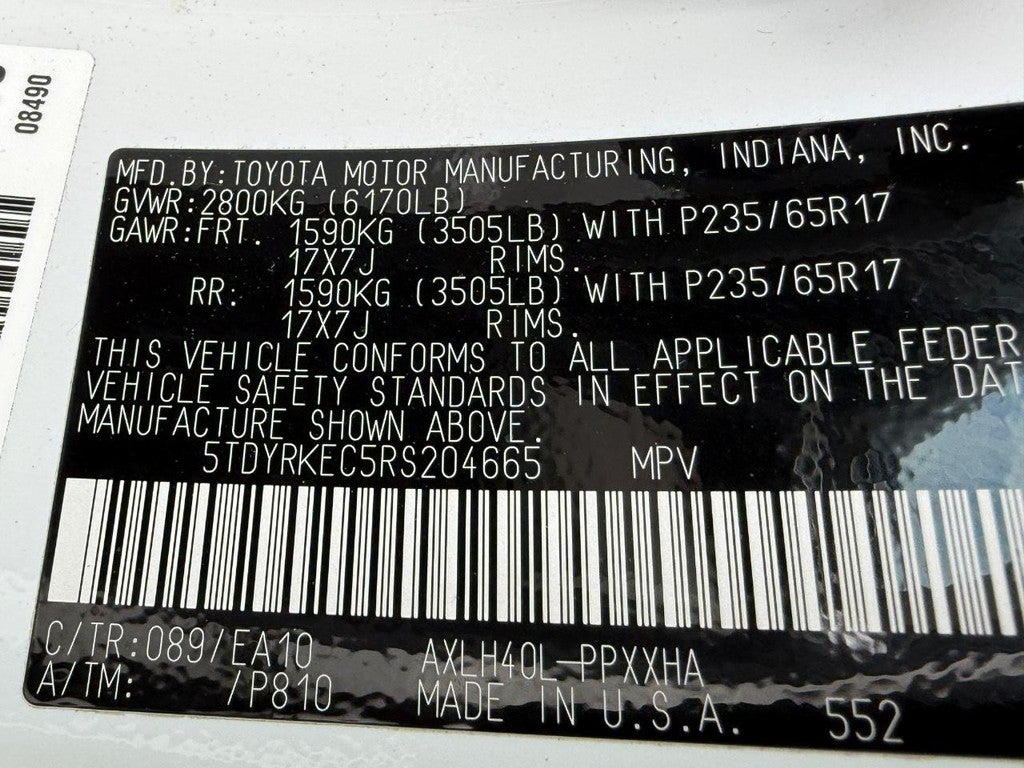 08490
MFD.BY:TOYOTA MOTOR MANUFACTURING, INDIANA, INC.
GVWR:2800KG (6170LB)
GAWR:FRT. 1590KG (3505LB) WITH P235/65R17
17X7J RIMS.
RR: 1590KG (3505LB) WITH P235/65R17
17X7J RIMS.
THIS VEHICLE CONFORMS TO ALL APPLICABLE FEDER
VEHICLE SAFETY STANDARDS IN EFFECT ON THE DAT
MANUFACTURE SHOWN ABOVE.
5TDYRKEC5RS204665 MPV
C/TR:089/EA10 AXLH40L-PPXXHA
A/TM: /P810 MADE IN U.S.A. 552